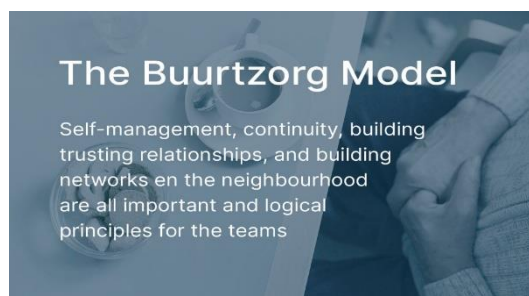 The Buurtzorg Model
Self-management, continuity, building
trusting relationships, and building
networks en the neighbourhood
are all important and logical
principles for the teams